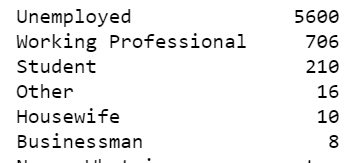 Unemployed 5600
Working Professional 706
Student 210
Other 16
Housewife 10
Businessman 8